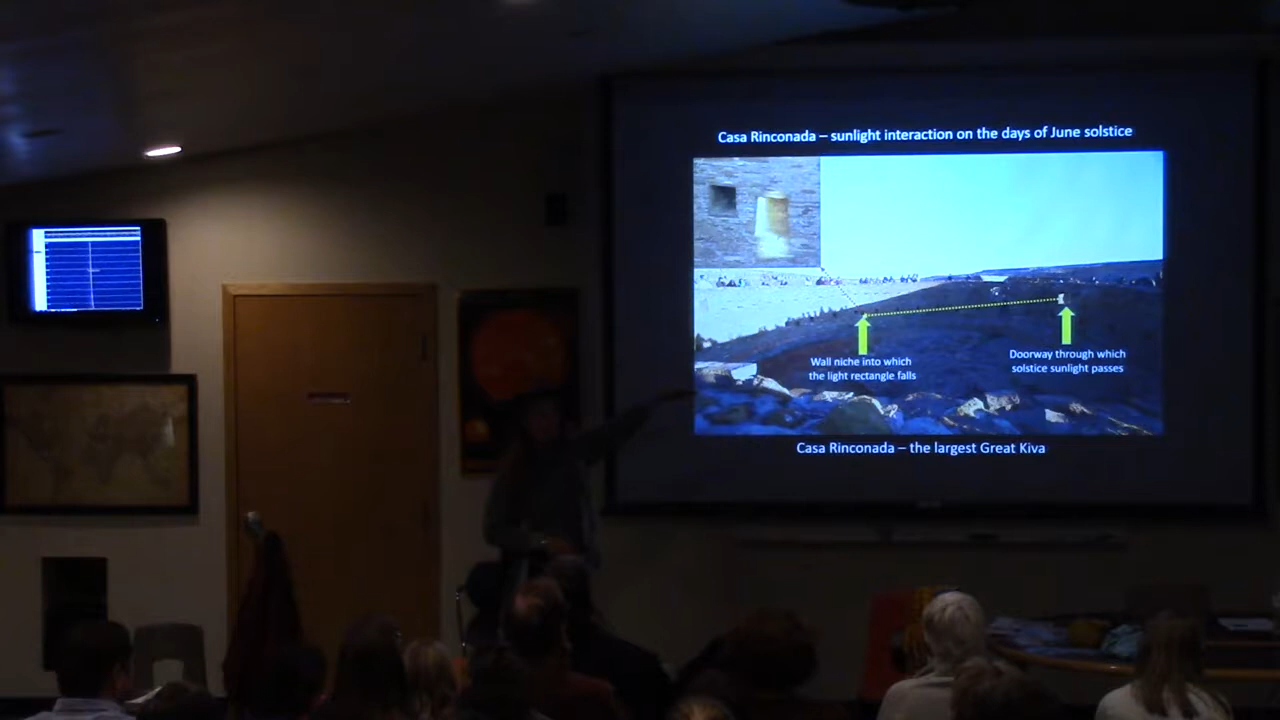 Casa Rinconada – sunlight interaction on the days of June solstice
Wall niche into which
the light rectangle falls
Doorway through which
solstice sunlight passes
Casa Rinconada – the largest Great Kiva